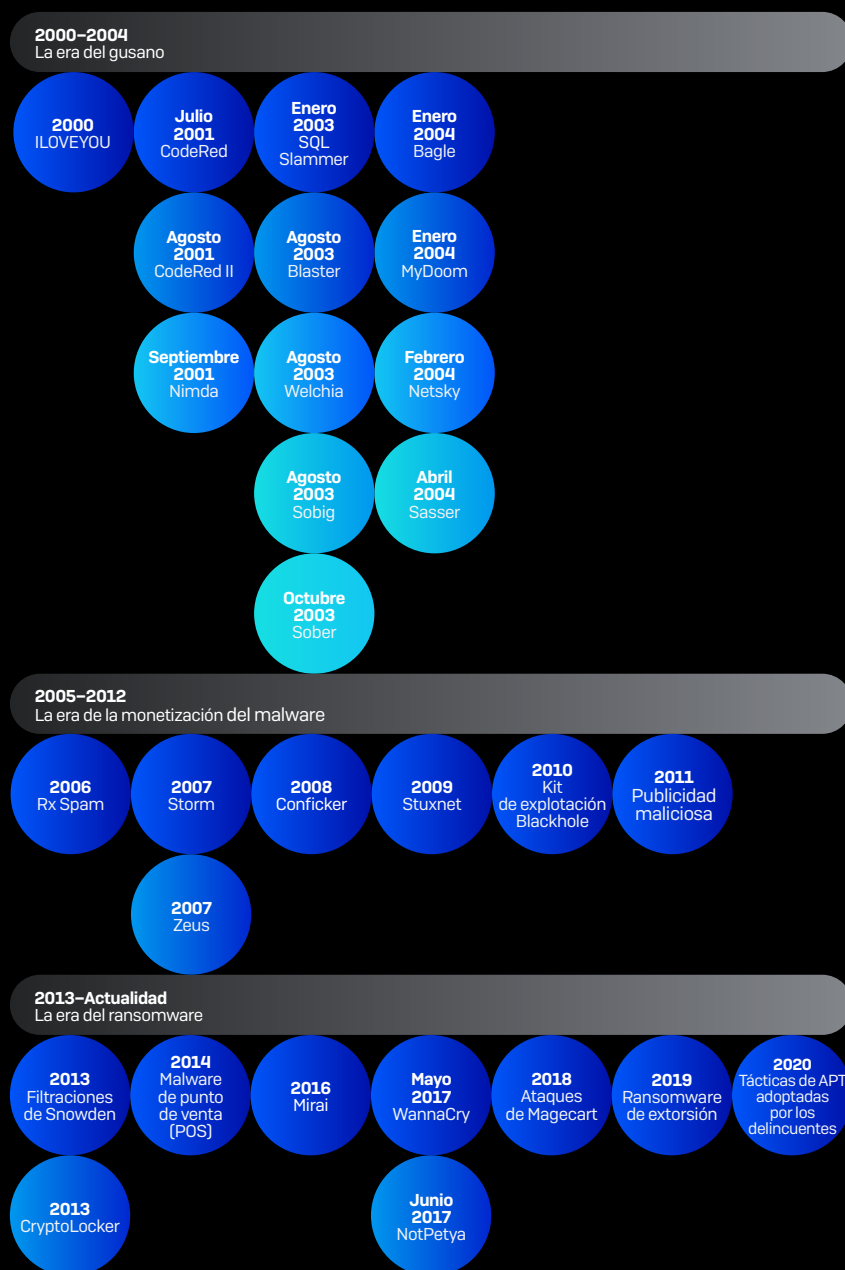 2000–2004
La era del gusano
2000
ILOVEYOU
Julio
2001
CodeRed
Enero
2003
SQL
Slammer
Enero
2004
Bagle
Agosto
2001
CodeRed II
Agosto
2003
Blaster
Enero
2004
MyDoom
Septiembre
2001
Nimda
Agosto
2003
Welchia
Febrero
2004
Netsky
Agosto
2003
Sobig
Abril
2004
Sasser
Octubre
2003
Sober
2005–2012
La era de la monetización del malware
2006
Rx Spam
2007
Storm
2008
Conficker
2009
Stuxnet
2010
Kit
de explotación
Blackhole
2011
Publicidad
maliciosa
2007
Zeus
2013–Actualidad
La era del ransomware
2013
Filtraciones
de Snowden
2014
Malware
de punto
de venta
(POS)
2016
Mirai
Mayo
2017
WannaCry
2018
Ataques
de Magecart
2019
Ransomware
de extorsión
2020
Tácticas de APT
adoptadas
por los
delincuentes
2013
CryptoLocker
Junio
2017
NotPetya